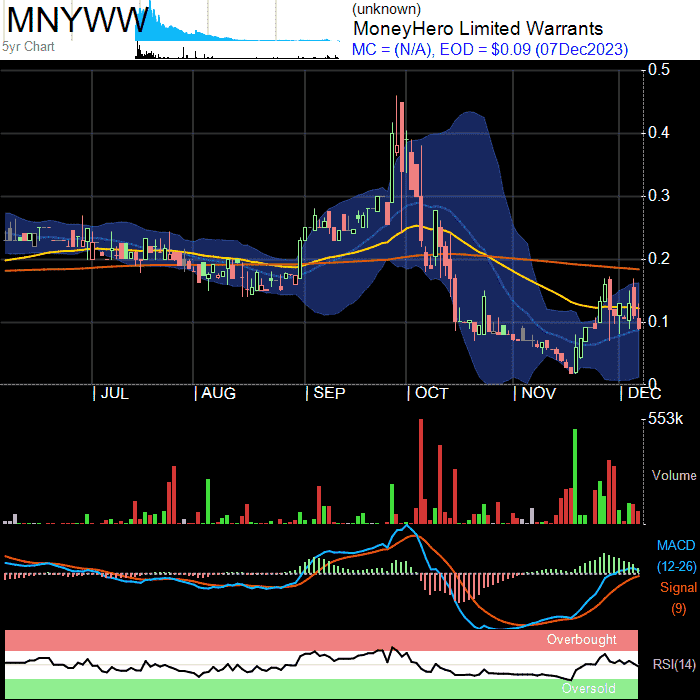 MNYWW
5yr Chart
(unknown)
MoneyHero Limited Warrants
MC = (N/A), EOD = $0.09 (07Dec2023)
0.5
0.4
0.3
0.2
0.1
0
JUL AUG SEP OCT NOV DEC
553k
Volume
MACD
(12-26)
Signal
(9)
Overbought
RSI(14)
Oversold